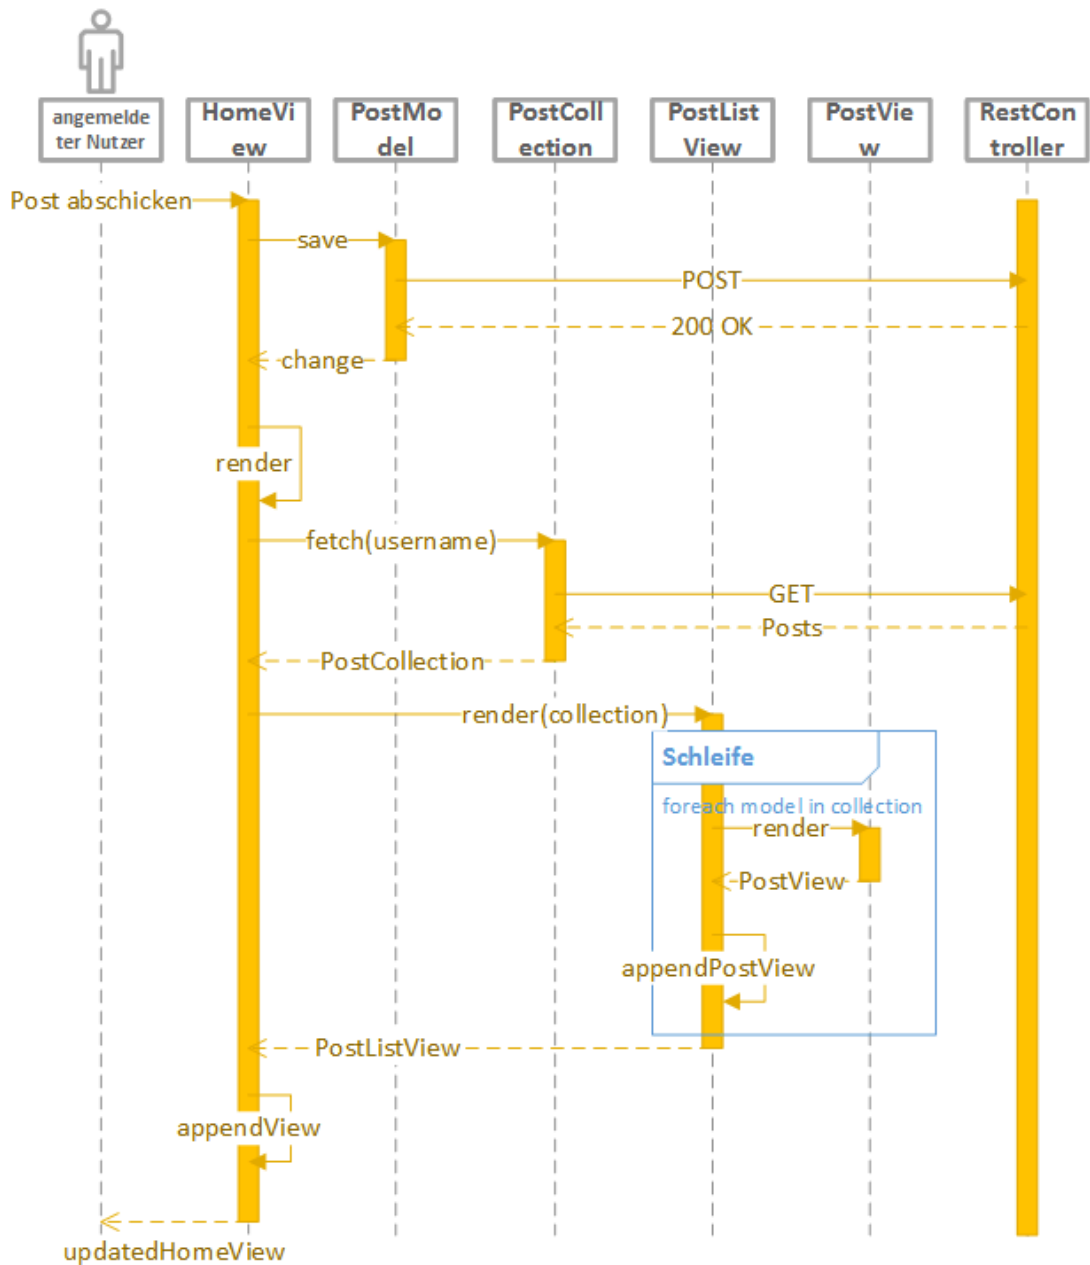 angemelde
ter Nutzer
HomeVi
ew
PostMo
del
PostColl
ection
PostList
View
PostVie
w
RestCon
troller
Post abschicken
save
POST
200 OK
change
render
fetch(username)
GET
Posts
PostCollection
render(collection)
Schleife
foreach model in collection
render
PostView
appendPostView
PostListView
appendView
updatedHomeView